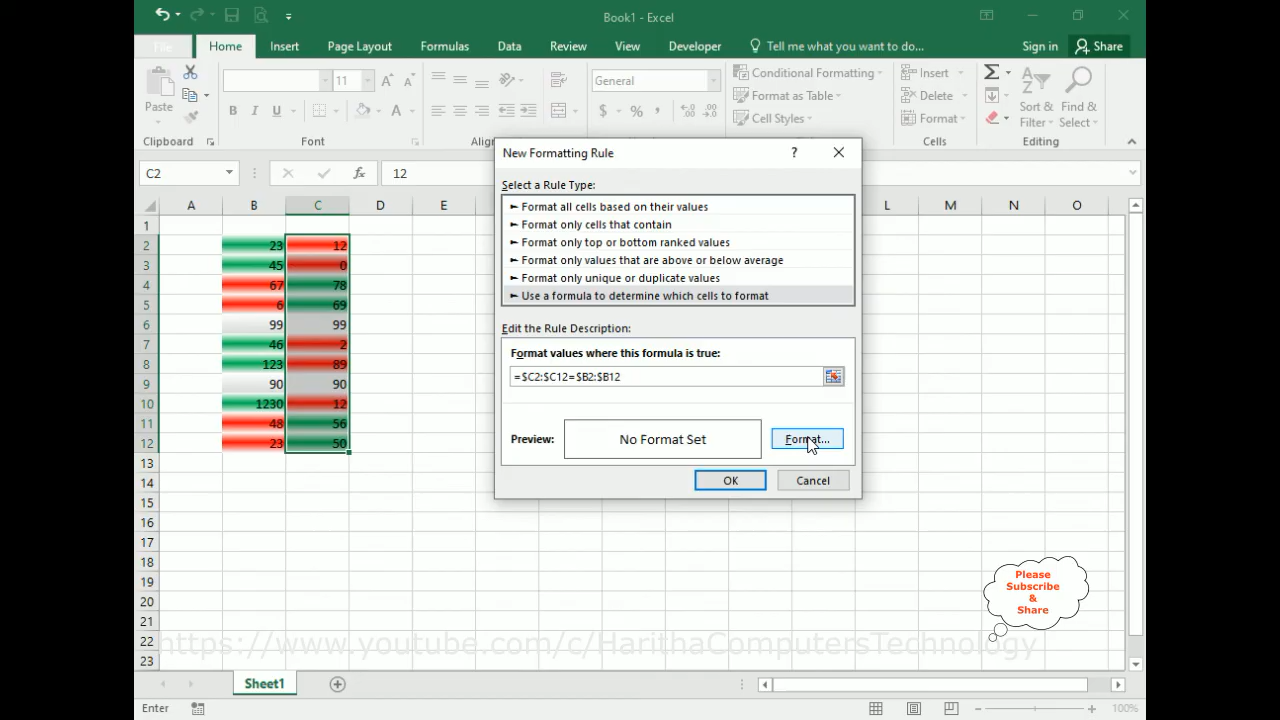 Book1 - Excel
File Home Insert Page Layout Formulas Data Review View Developer Tell me what you want to do... Sign in Share
Paste
11
B I U A
General
$ % ,
Conditional Formatting
Format as Table
Cell Styles
Insert
Delete
Format
Sort & Filter
Find & Select
Clipboard Font Cells Editing
C2 fx 12
A B C D E L M N O
1
2 23 12
3 45 0
4 67 78
5 6 69
6 99 99
7 46 2
8 123 89
9 90 90
10 1230 12
11 48 56
12 23 50
13
14
15
16
17
18
19
20
21
22
23
New Formatting Rule ?
Select a Rule Type:
► Format all cells based on their values
► Format only cells that contain
► Format only top or bottom ranked values
► Format only values that are above or below average
► Format only unique or duplicate values
► Use a formula to determine which cells to format
Edit the Rule Description:
Format values where this formula is true:
=$C2:$C12=$B2:$B12
Preview: No Format Set Format...
OK Cancel
Please
Subscribe
&
Share
https://www.youtube.com/c/HarithaComputersTechnology
Sheet1
Enter 100%